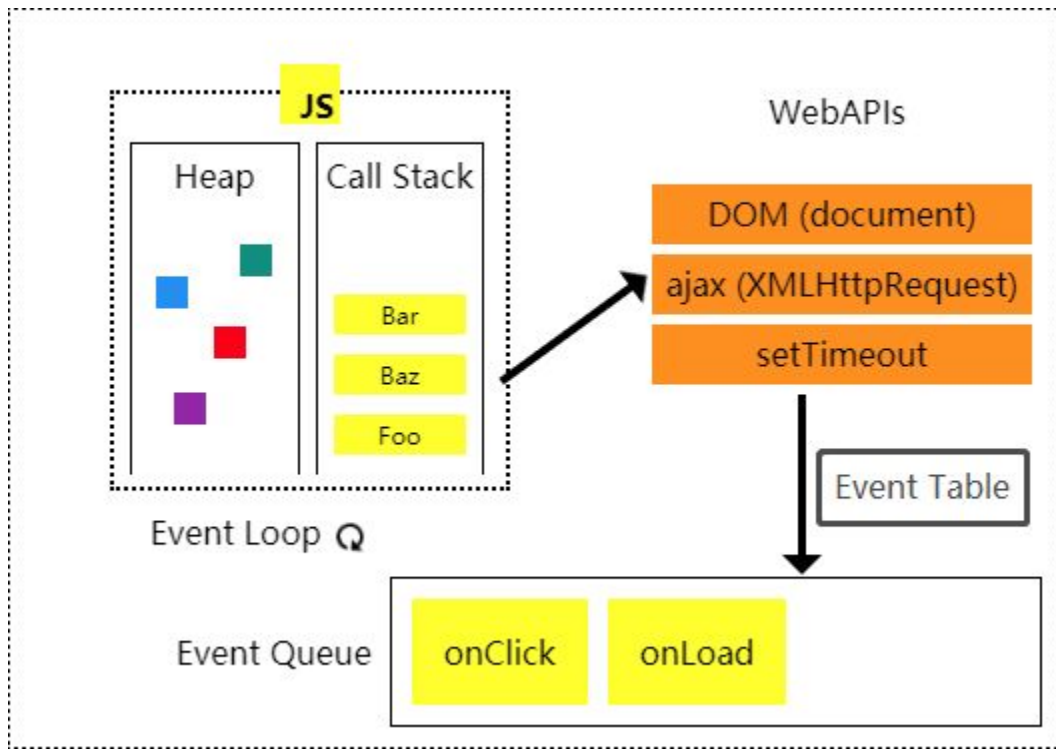 JS
Heap
Call Stack
Bar
Baz
Foo
WebAPIs
DOM (document)
ajax (XMLHttpRequest)
setTimeout
Event Table
Event Loop
Event Queue
onClick
onLoad